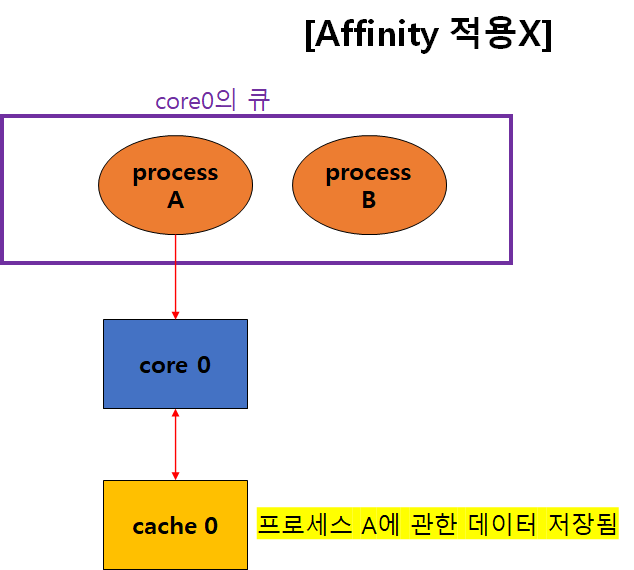 [Affinity 적용X]
core0의 큐
process
A
process
B
core 0
cache 0
프로세스 A에 관한 데이터 저장됨